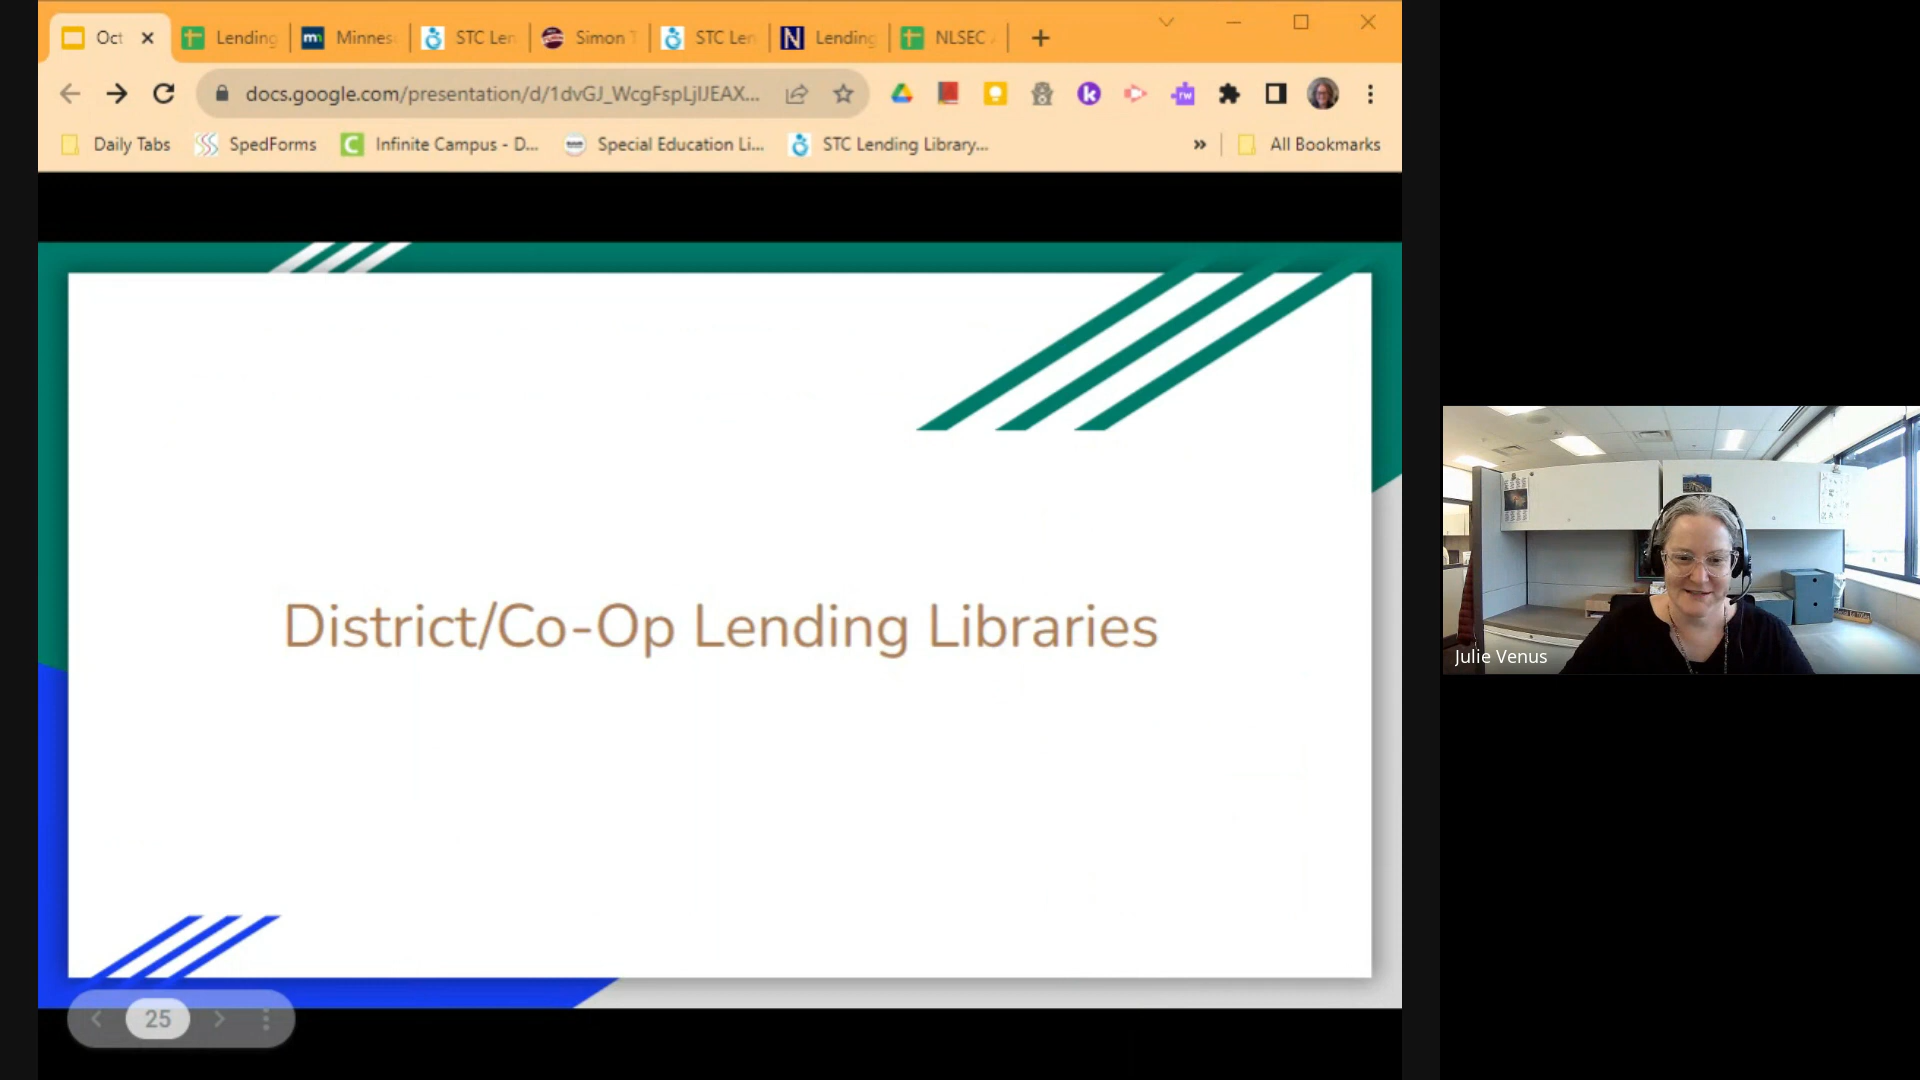 Oct
Lending
Minnes
STC Len
Simon T
STC Len
Lending
NLSEC A
docs.google.com/presentation/d/1dvGJ_WcgFspLjIJEAX...
Daily Tabs
SpedForms
Infinite Campus - D...
Special Education Li...
STC Lending Library...
All Bookmarks
District/Co-Op Lending Libraries
25
Julie Venus